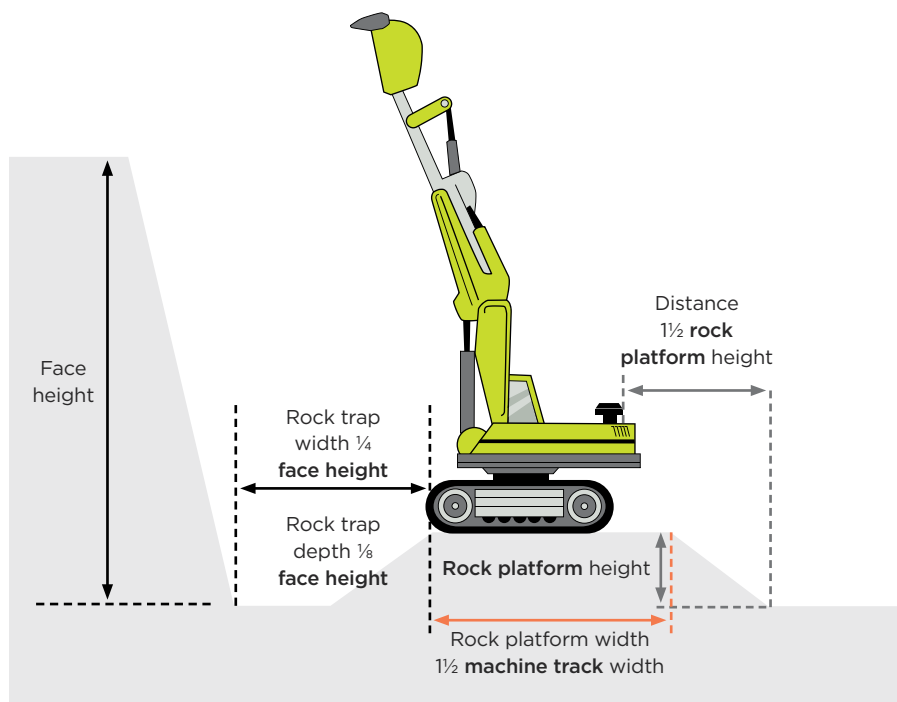 Face
height
Rock trap
width ¼
face height
Rock trap
depth ⅛
face height
Distance
1½ rock
platform height
Rock platform height
Rock platform width
1½ machine track width